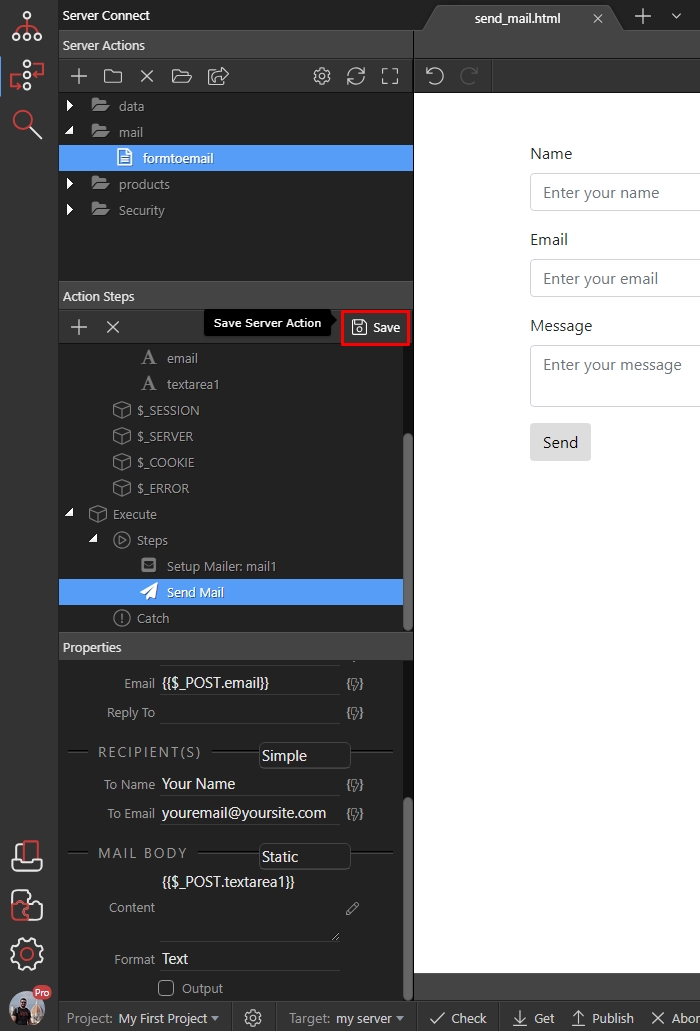 Server Connect
send_mail.html
Server Actions
data
mail
formtoemail
products
Security
Action Steps
Save Server Action
Save
email
textarea1
$_SESSION
$_SERVER
$_COOKIE
$_ERROR
Execute
Steps
Setup Mailer: mail1
Send Mail
Catch
Properties
Email {{$_POST.email}}
Reply To
RECIPIENT(S) Simple
To Name Your Name
To Email youremail@yoursite.com
MAIL BODY Static
{{$_POST.textarea1}}
Content
Format Text
Output
Name
Enter your name
Email
Enter your email
Message
Enter your message
Send
Pro
Project: My First Project
Target: my server
Check
Get
Publish
Abor